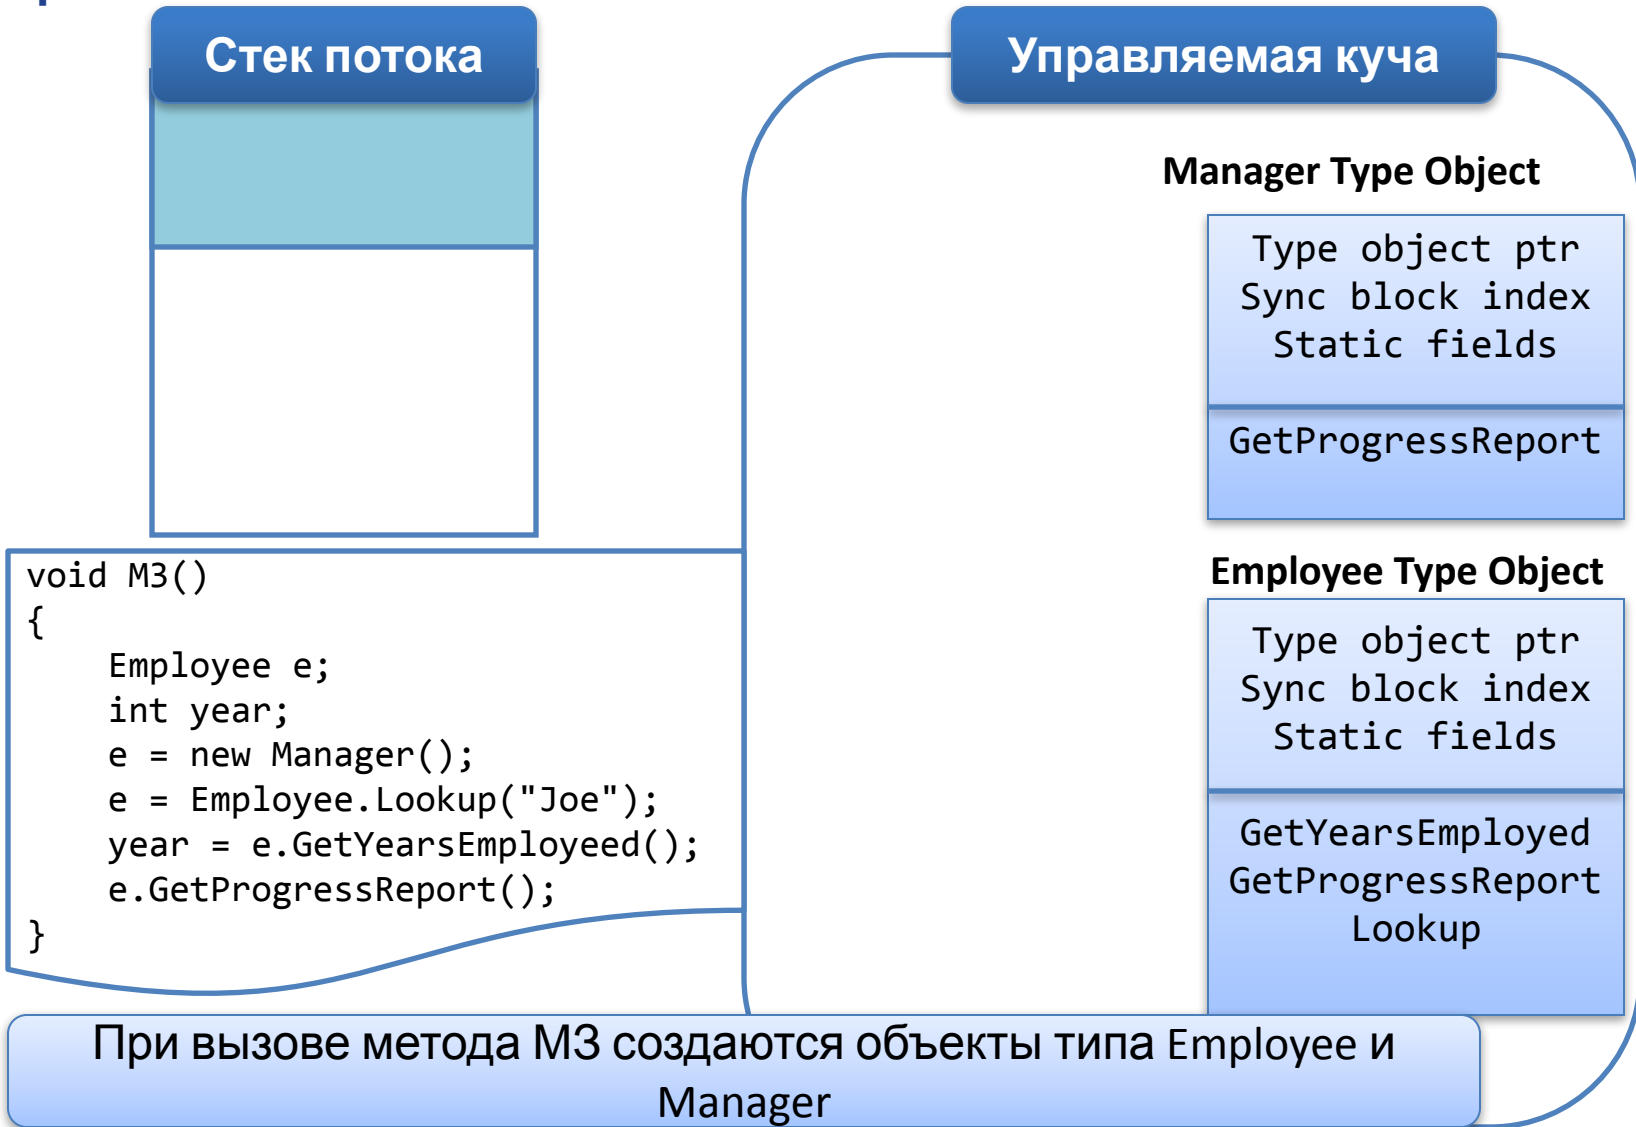 Стек потока
Управляемая куча
Manager Type Object
Type object ptr
Sync block index
Static fields
GetProgressReport
Employee Type Object
Type object ptr
Sync block index
Static fields
GetYearsEmployed
GetProgressReport
Lookup
void M3()
{
    Employee e;
    int year;
    e = new Manager();
    e = Employee.Lookup("Joe");
    year = e.GetYearsEmployeed();
    e.GetProgressReport();
}
При вызове метода М3 создаются объекты типа Employee и
Manager